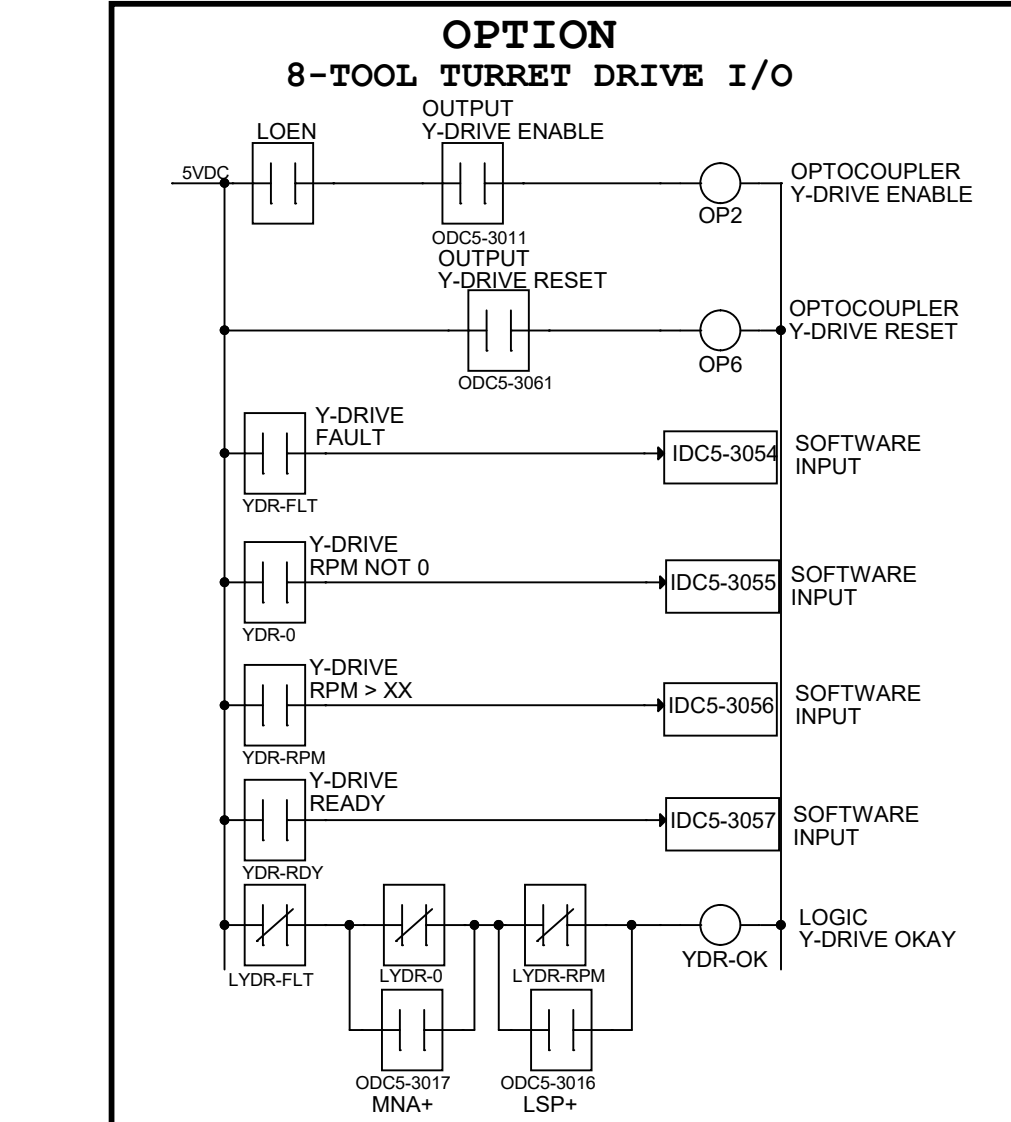 OPTION
8-TOOL TURRET DRIVE I/O
LOEN
OUTPUT
Y-DRIVE ENABLE
5VDC
OPTOCOUPLER
Y-DRIVE ENABLE
OP2
ODC5-3011
OUTPUT
Y-DRIVE RESET
OPTOCOUPLER
Y-DRIVE RESET
OP6
ODC5-3061
Y-DRIVE
FAULT
IDC5-3054
SOFTWARE
INPUT
YDR-FLT
Y-DRIVE
RPM NOT 0
IDC5-3055
SOFTWARE
INPUT
YDR-0
Y-DRIVE
RPM > XX
IDC5-3056
SOFTWARE
INPUT
YDR-RPM
Y-DRIVE
READY
IDC5-3057
SOFTWARE
INPUT
YDR-RDY
LOGIC
Y-DRIVE OKAY
YDR-OK
LYDR-FLT
LYDR-0
LYDR-RPM
ODC5-3017
MNA+
ODC5-3016
LSP+